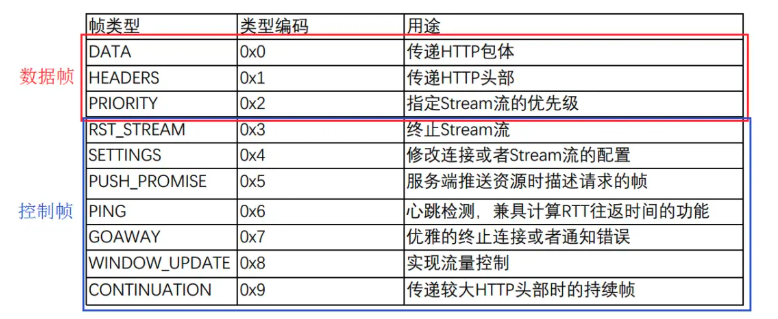 帧类型 类型编码 用途
DATA 0x0 传递HTTP包体
数据帧 HEADERS 0x1 传递HTTP头部
PRIORITY 0x2 指定Stream流的优先级
RST_STREAM 0x3 终止Stream流
SETTINGS 0x4 修改连接或者Stream流的配置
PUSH_PROMISE 0x5 服务端推送资源时描述请求的帧
控制帧 PING 0x6 心跳检测，兼具计算RTT往返时间的功能
GOAWAY 0x7 优雅的终止连接或者通知错误
WINDOW_UPDATE 0x8 实现流量控制
CONTINUATION 0x9 传递较大HTTP头部时的持续帧